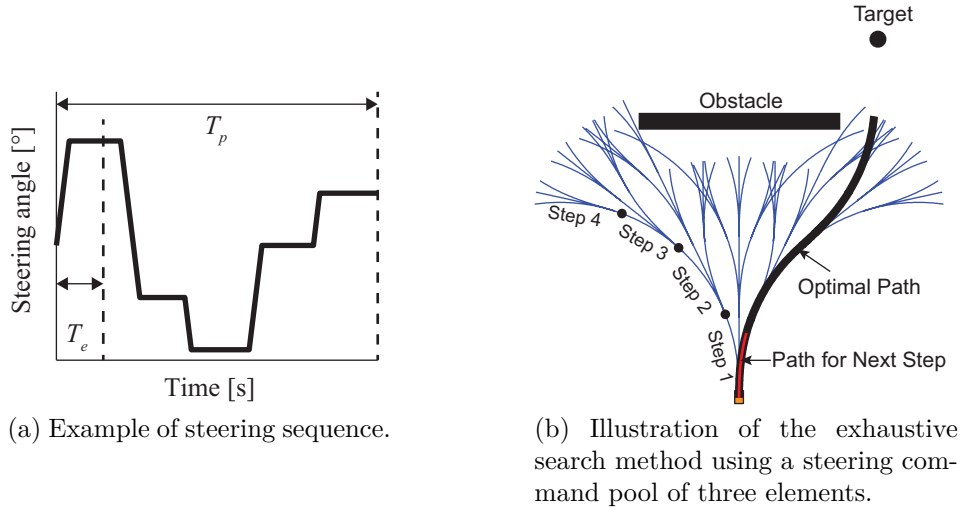 Steering angle [°]
T_p
T_e
Time [s]
(a) Example of steering sequence.
Target
Obstacle
Step 4
Step 3
Step 2
Step 1
Optimal Path
Path for Next Step
(b) Illustration of the exhaustive
search method using a steering com-
mand pool of three elements.